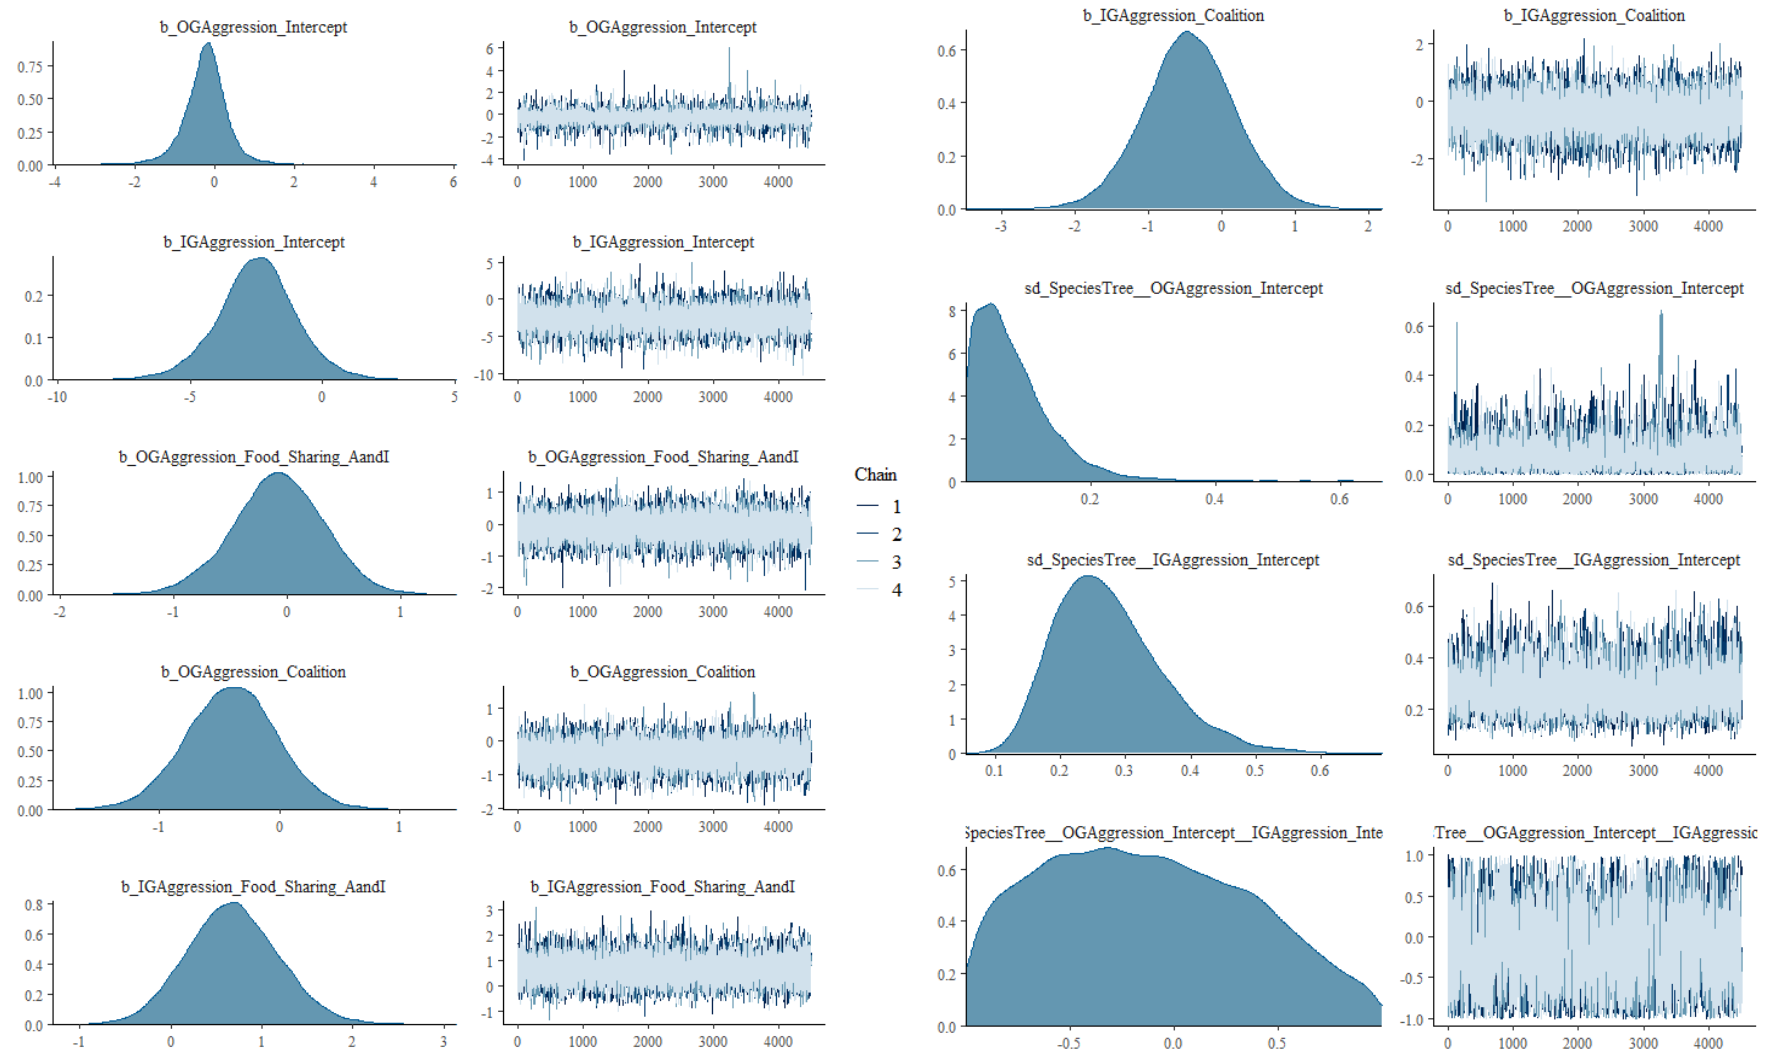 b_OGAggression_Intercept
0.75
0.50
0.25
0.00
-4 -2 0 2 4 6
b_OGAggression_Intercept
6
4
2
0
-2
-4
0 1000 2000 3000 4000
b_IGAggression_Intercept
0.2
0.1
0.0
-10 -5 0 5
b_IGAggression_Intercept
5
0
-5
-10
0 1000 2000 3000 4000
b_OGAggression_Food_Sharing_AandI
1.00
0.75
0.50
0.25
0.00
-2 -1 0 1
b_OGAggression_Food_Sharing_AandI
1
0
-1
-2
0 1000 2000 3000 4000
b_OGAggression_Coalition
1.00
0.75
0.50
0.25
0.00
-1 0 1
b_OGAggression_Coalition
1
0
-1
-2
0 1000 2000 3000 4000
b_IGAggression_Food_Sharing_AandI
0.8
0.6
0.4
0.2
0.0
-1 0 1 2 3
b_IGAggression_Food_Sharing_AandI
3
2
1
0
-1
0 1000 2000 3000 4000
Chain
1
2
3
4
b_IGAggression_Coalition
0.6
0.4
0.2
0.0
-3 -2 -1 0 1 2
b_IGAggression_Coalition
2
0
-2
0 1000 2000 3000 4000
sd_SpeciesTree__OGAggression_Intercept
8
6
4
2
0
0.2 0.4 0.6
sd_SpeciesTree__OGAggression_Intercept
0.6
0.4
0.2
0.0
0 1000 2000 3000 4000
sd_SpeciesTree__IGAggression_Intercept
5
4
3
2
1
0
0.1 0.2 0.3 0.4 0.5 0.6
sd_SpeciesTree__IGAggression_Intercept
0.6
0.4
0.2
0 1000 2000 3000 4000
SpeciesTree__OGAggression_Intercept__IGAggression_Inte
0.6
0.4
0.2
0.0
-0.5 0.0 0.5
Tree__OGAggression_Intercept__IGAggressic
1.0
0.5
0.0
-0.5
-1.0
0 1000 2000 3000 4000